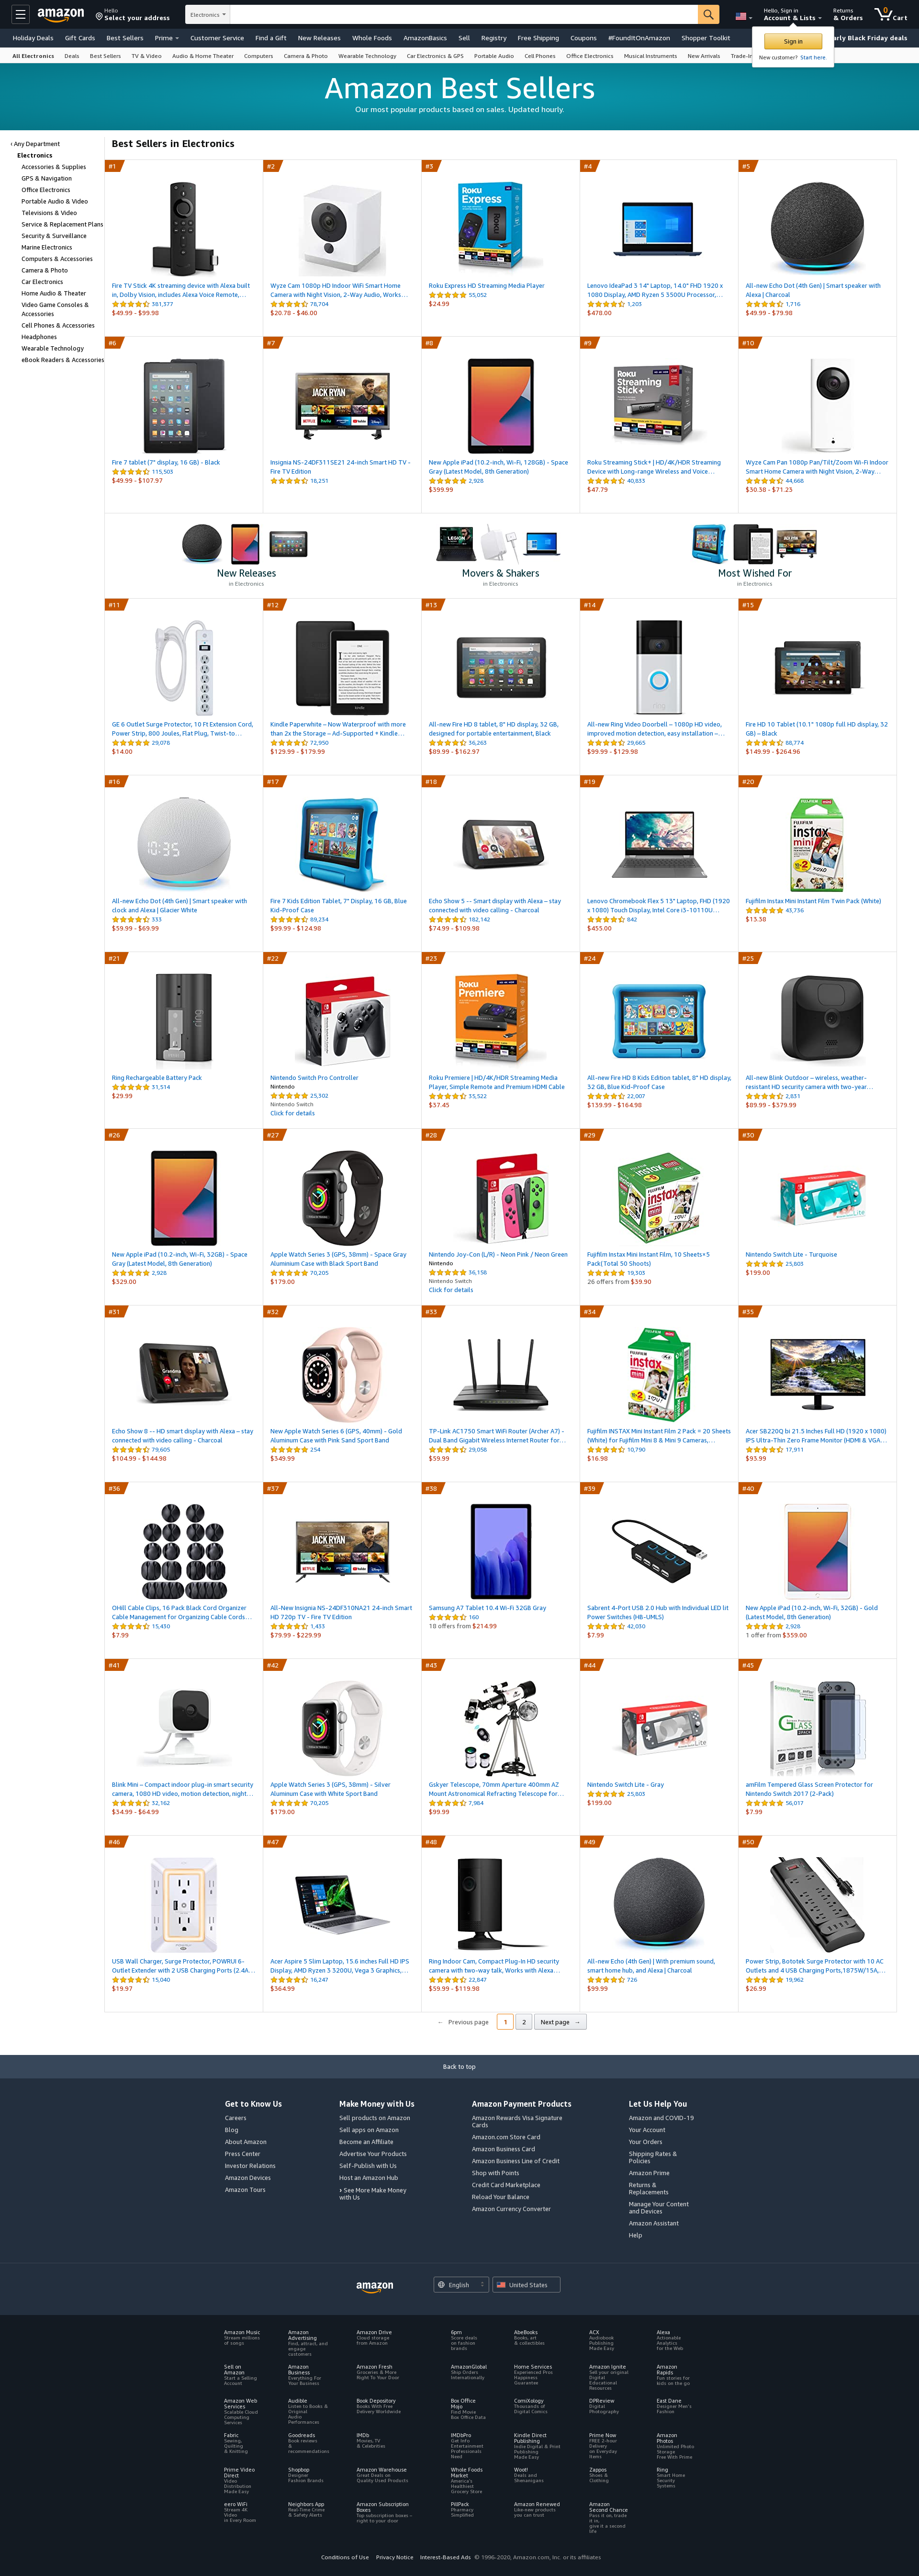 amazon
Hello
Select your address
Electronics
Hello, Sign in
Account & Lists
Returns
& Orders
0
Cart
Holiday Deals Gift Cards Best Sellers Prime Customer Service Find a Gift New Releases Whole Foods AmazonBasics Sell Registry Free Shipping Coupons #FoundItOnAmazon Shopper Toolkit
Early Black Friday deals
Sign in
New customer? Start here.
All Electronics Deals Best Sellers TV & Video Audio & Home Theater Computers Camera & Photo Wearable Technology Car Electronics & GPS Portable Audio Cell Phones Office Electronics Musical Instruments New Arrivals Trade-In
Amazon Best Sellers
Our most popular products based on sales. Updated hourly.
‹ Any Department
Electronics
Accessories & Supplies
GPS & Navigation
Office Electronics
Portable Audio & Video
Televisions & Video
Service & Replacement Plans
Security & Surveillance
Marine Electronics
Computers & Accessories
Camera & Photo
Car Electronics
Home Audio & Theater
Video Game Consoles &
Accessories
Cell Phones & Accessories
Headphones
Wearable Technology
eBook Readers & Accessories
Best Sellers in Electronics
#1
Fire TV Stick 4K streaming device with Alexa built
in, Dolby Vision, includes Alexa Voice Remote,…
381,377
$49.99 - $99.98
#2
Wyze Cam 1080p HD Indoor WiFi Smart Home
Camera with Night Vision, 2-Way Audio, Works…
78,704
$20.78 - $46.00
#3
Roku
Express
Roku Express HD Streaming Media Player
55,052
$24.99
#4
Lenovo IdeaPad 3 14" Laptop, 14.0" FHD 1920 x
1080 Display, AMD Ryzen 5 3500U Processor,…
1,203
$478.00
#5
All-new Echo Dot (4th Gen) | Smart speaker with
Alexa | Charcoal
1,716
$49.99 - $79.98
#6
Fire 7 tablet (7" display, 16 GB) - Black
115,503
$49.99 - $107.97
#7
JACK RYAN
Insignia NS-24DF311SE21 24-inch Smart HD TV -
Fire TV Edition
18,251
#8
New Apple iPad (10.2-inch, Wi-Fi, 128GB) - Space
Gray (Latest Model, 8th Generation)
2,928
$399.99
#9
Roku
Streaming
Stick+
Roku Streaming Stick+ | HD/4K/HDR Streaming
Device with Long-range Wireless and Voice…
40,833
$47.79
#10
Wyze Cam Pan 1080p Pan/Tilt/Zoom Wi-Fi Indoor
Smart Home Camera with Night Vision, 2-Way…
44,668
$30.38 - $71.23
New Releases
in Electronics
LEGION
Movers & Shakers
in Electronics
Most Wished For
in Electronics
#11
GE 6 Outlet Surge Protector, 10 Ft Extension Cord,
Power Strip, 800 Joules, Flat Plug, Twist-to…
29,078
$14.00
#12
Kindle Paperwhite – Now Waterproof with more
than 2x the Storage – Ad-Supported + Kindle…
72,950
$129.99 - $179.99
#13
All-new Fire HD 8 tablet, 8" HD display, 32 GB,
designed for portable entertainment, Black
36,263
$89.99 - $162.97
#14
ring
All-new Ring Video Doorbell – 1080p HD video,
improved motion detection, easy installation –…
29,665
$99.99 - $129.98
#15
Fire HD 10 Tablet (10.1" 1080p full HD display, 32
GB) – Black
88,774
$149.99 - $264.96
#16
10:35
All-new Echo Dot (4th Gen) | Smart speaker with
clock and Alexa | Glacier White
333
$59.99 - $69.99
#17
Fire 7 Kids Edition Tablet, 7" Display, 16 GB, Blue
Kid-Proof Case
89,234
$99.99 - $124.98
#18
Echo Show 5 -- Smart display with Alexa – stay
connected with video calling - Charcoal
182,142
$74.99 - $109.98
#19
Lenovo Chromebook Flex 5 13" Laptop, FHD (1920
x 1080) Touch Display, Intel Core i3-10110U…
842
$455.00
#20
FUJIFILM
instax
mini
Fujifilm Instax Mini Instant Film Twin Pack (White)
43,736
$13.38
#21
ring
Ring Rechargeable Battery Pack
31,514
$29.99
#22
Nintendo Switch Pro Controller
Nintendo
25,302
Nintendo Switch
Click for details
#23
Roku
Premiere
Roku Premiere | HD/4K/HDR Streaming Media
Player, Simple Remote and Premium HDMI Cable
35,522
$37.45
#24
All-new Fire HD 8 Kids Edition tablet, 8" HD display,
32 GB, Blue Kid-Proof Case
22,007
$139.99 - $164.98
#25
All-new Blink Outdoor – wireless, weather-
resistant HD security camera with two-year…
2,831
$89.99 - $379.99
#26
New Apple iPad (10.2-inch, Wi-Fi, 32GB) - Space
Gray (Latest Model, 8th Generation)
2,928
$329.00
#27
Apple Watch Series 3 (GPS, 38mm) - Space Gray
Aluminium Case with Black Sport Band
70,205
$179.00
#28
Nintendo Joy-Con (L/R) - Neon Pink / Neon Green
Nintendo
36,158
Nintendo Switch
Click for details
#29
instax
mini
Fujifilm Instax Mini Instant Film, 10 Sheets×5
Pack(Total 50 Shoots)
19,303
26 offers from $39.90
#30
Lite
Nintendo Switch Lite - Turquoise
25,803
$199.00
#31
Grandma
Echo Show 8 -- HD smart display with Alexa – stay
connected with video calling - Charcoal
79,605
$104.99 - $144.98
#32
New Apple Watch Series 6 (GPS, 40mm) - Gold
Aluminum Case with Pink Sand Sport Band
254
$349.99
#33
TP-Link AC1750 Smart WiFi Router (Archer A7) -
Dual Band Gigabit Wireless Internet Router for…
29,058
$59.99
#34
instax
mini
Fujifilm INSTAX Mini Instant Film 2 Pack = 20 Sheets
(White) for Fujifilm Mini 8 & Mini 9 Cameras,…
10,790
$16.98
#35
Acer SB220Q bi 21.5 Inches Full HD (1920 x 1080)
IPS Ultra-Thin Zero Frame Monitor (HDMI & VGA…
17,911
$93.99
#36
OHill Cable Clips, 16 Pack Black Cord Organizer
Cable Management for Organizing Cable Cords…
15,430
$7.99
#37
JACK RYAN
All-New Insignia NS-24DF310NA21 24-inch Smart
HD 720p TV - Fire TV Edition
1,433
$79.99 - $229.99
#38
Samsung A7 Tablet 10.4 Wi-Fi 32GB Gray
160
18 offers from $214.99
#39
Sabrent 4-Port USB 2.0 Hub with Individual LED lit
Power Switches (HB-UMLS)
42,030
$7.99
#40
New Apple iPad (10.2-inch, Wi-Fi, 32GB) - Gold
(Latest Model, 8th Generation)
2,928
1 offer from $359.00
#41
Blink Mini – Compact indoor plug-in smart security
camera, 1080 HD video, motion detection, night…
32,162
$34.99 - $64.99
#42
Apple Watch Series 3 (GPS, 38mm) - Silver
Aluminum Case with White Sport Band
70,205
$179.00
#43
Gskyer Telescope, 70mm Aperture 400mm AZ
Mount Astronomical Refracting Telescope for…
7,984
$99.99
#44
Lite
Nintendo Switch Lite - Gray
25,803
$199.00
#45
GLASS
amFilm Tempered Glass Screen Protector for
Nintendo Switch 2017 (2-Pack)
56,017
$7.99
#46
USB Wall Charger, Surge Protector, POWRUI 6-
Outlet Extender with 2 USB Charging Ports (2.4A…
15,040
$19.97
#47
Acer Aspire 5 Slim Laptop, 15.6 inches Full HD IPS
Display, AMD Ryzen 3 3200U, Vega 3 Graphics,…
16,247
$364.99
#48
Ring Indoor Cam, Compact Plug-In HD security
camera with two-way talk, Works with Alexa…
22,847
$59.99 - $119.98
#49
All-new Echo (4th Gen) | With premium sound,
smart home hub, and Alexa | Charcoal
726
$99.99
#50
Power Strip, Bototek Surge Protector with 10 AC
Outlets and 4 USB Charging Ports,1875W/15A,…
19,962
$26.99
← Previous page 1 2 Next page →
Back to top
Get to Know Us
Careers
Blog
About Amazon
Press Center
Investor Relations
Amazon Devices
Amazon Tours
Make Money with Us
Sell products on Amazon
Sell apps on Amazon
Become an Affiliate
Advertise Your Products
Self-Publish with Us
Host an Amazon Hub
› See More Make Money
with Us
Amazon Payment Products
Amazon Rewards Visa Signature
Cards
Amazon.com Store Card
Amazon Business Card
Amazon Business Line of Credit
Shop with Points
Credit Card Marketplace
Reload Your Balance
Amazon Currency Converter
Let Us Help You
Amazon and COVID-19
Your Account
Your Orders
Shipping Rates &
Policies
Amazon Prime
Returns &
Replacements
Manage Your Content
and Devices
Amazon Assistant
Help
amazon
English
United States
Amazon Music
Stream millions
of songs
Amazon
Advertising
Find, attract, and
engage
customers
Amazon Drive
Cloud storage
from Amazon
6pm
Score deals
on fashion
brands
AbeBooks
Books, art
& collectibles
ACX
Audiobook
Publishing
Made Easy
Alexa
Actionable
Analytics
for the Web
Sell on
Amazon
Start a Selling
Account
Amazon
Business
Everything For
Your Business
Amazon Fresh
Groceries & More
Right To Your Door
AmazonGlobal
Ship Orders
Internationally
Home Services
Experienced Pros
Happiness
Guarantee
Amazon Ignite
Sell your original
Digital
Educational
Resources
Amazon
Rapids
Fun stories for
kids on the go
Amazon Web
Services
Scalable Cloud
Computing
Services
Audible
Listen to Books &
Original
Audio
Performances
Book Depository
Books With Free
Delivery Worldwide
Box Office
Mojo
Find Movie
Box Office Data
ComiXology
Thousands of
Digital Comics
DPReview
Digital
Photography
East Dane
Designer Men's
Fashion
Fabric
Sewing,
Quilting
& Knitting
Goodreads
Book reviews
&
recommendations
IMDb
Movies, TV
& Celebrities
IMDbPro
Get Info
Entertainment
Professionals
Need
Kindle Direct
Publishing
Indie Digital & Print
Publishing
Made Easy
Prime Now
FREE 2-hour
Delivery
on Everyday
Items
Amazon
Photos
Unlimited Photo
Storage
Free With Prime
Prime Video
Direct
Video
Distribution
Made Easy
Shopbop
Designer
Fashion Brands
Amazon Warehouse
Great Deals on
Quality Used Products
Whole Foods
Market
America's
Healthiest
Grocery Store
Woot!
Deals and
Shenanigans
Zappos
Shoes &
Clothing
Ring
Smart Home
Security
Systems
eero WiFi
Stream 4K
Video
in Every Room
Neighbors App
Real-Time Crime
& Safety Alerts
Amazon Subscription
Boxes
Top subscription boxes –
right to your door
PillPack
Pharmacy
Simplified
Amazon Renewed
Like-new products
you can trust
Amazon
Second Chance
Pass it on, trade
it in,
give it a second
life
Conditions of Use Privacy Notice Interest-Based Ads © 1996-2020, Amazon.com, Inc. or its affiliates